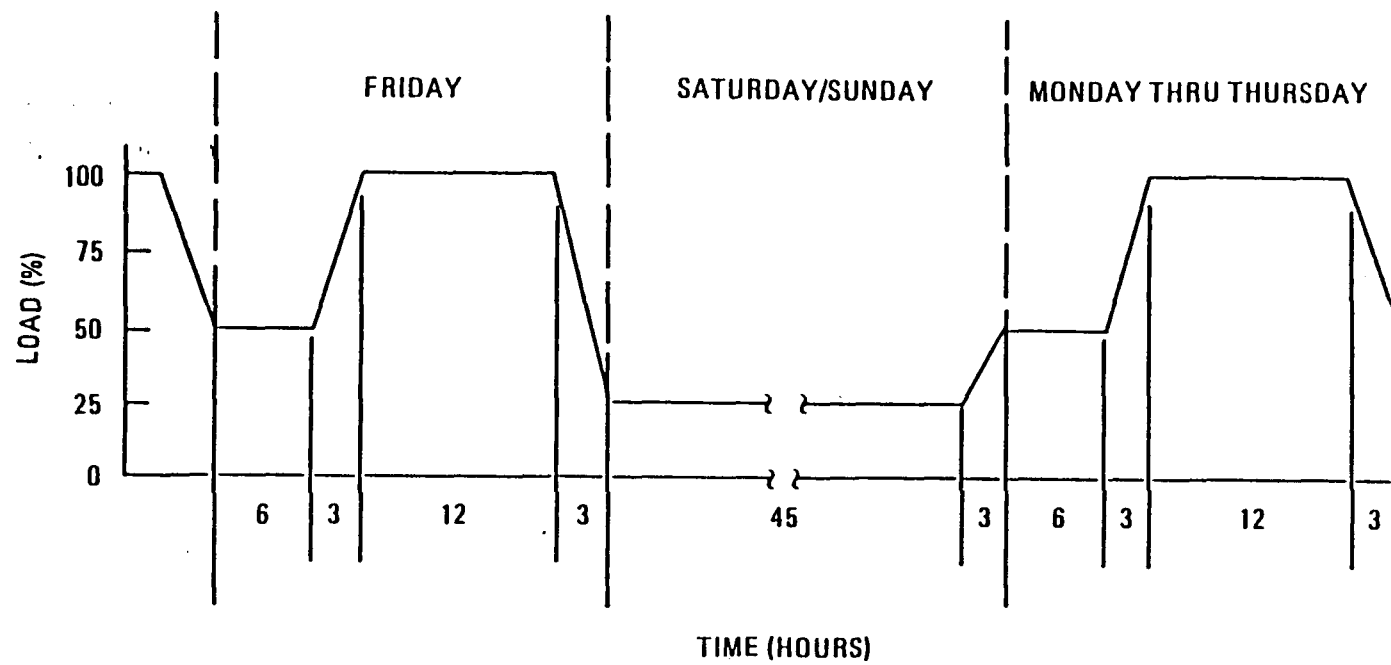 FRIDAY
SATURDAY/SUNDAY
MONDAY THRU THURSDAY
LOAD (%)
100
75
50
25
0
6 3 12 3 45 3 6 3 12 3
TIME (HOURS)